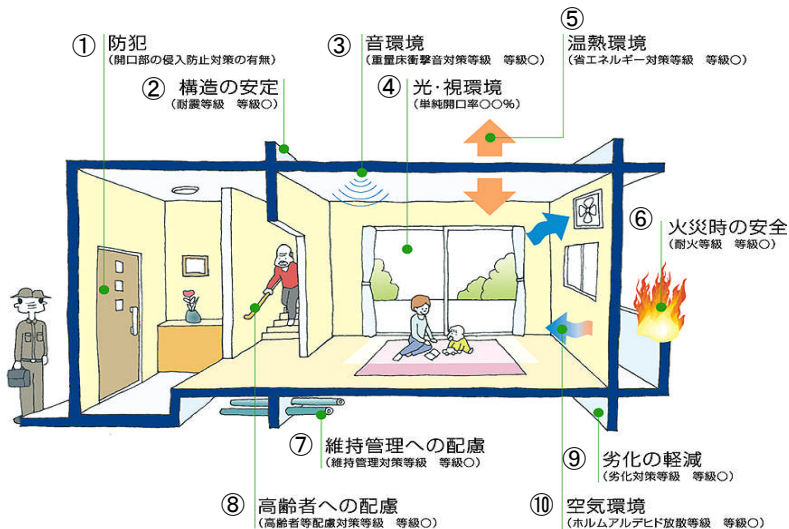 ① 防犯
(開口部の侵入防止対策の有無)
② 構造の安定
(耐震等級 等級○)
③ 音環境
(重量床衝撃音対策等級 等級○)
④ 光・視環境
(単純開口率○○%)
⑤ 温熱環境
(省エネルギー対策等級 等級○)
⑥ 火災時の安全
(耐火等級 等級○)
⑦ 維持管理への配慮
(維持管理対策等級 等級○)
⑧ 高齢者への配慮
(高齢者等配慮対策等級 等級○)
⑨ 劣化の軽減
(劣化対策等級 等級○)
⑩ 空気環境
(ホルムアルデヒド放散等級 等級○)